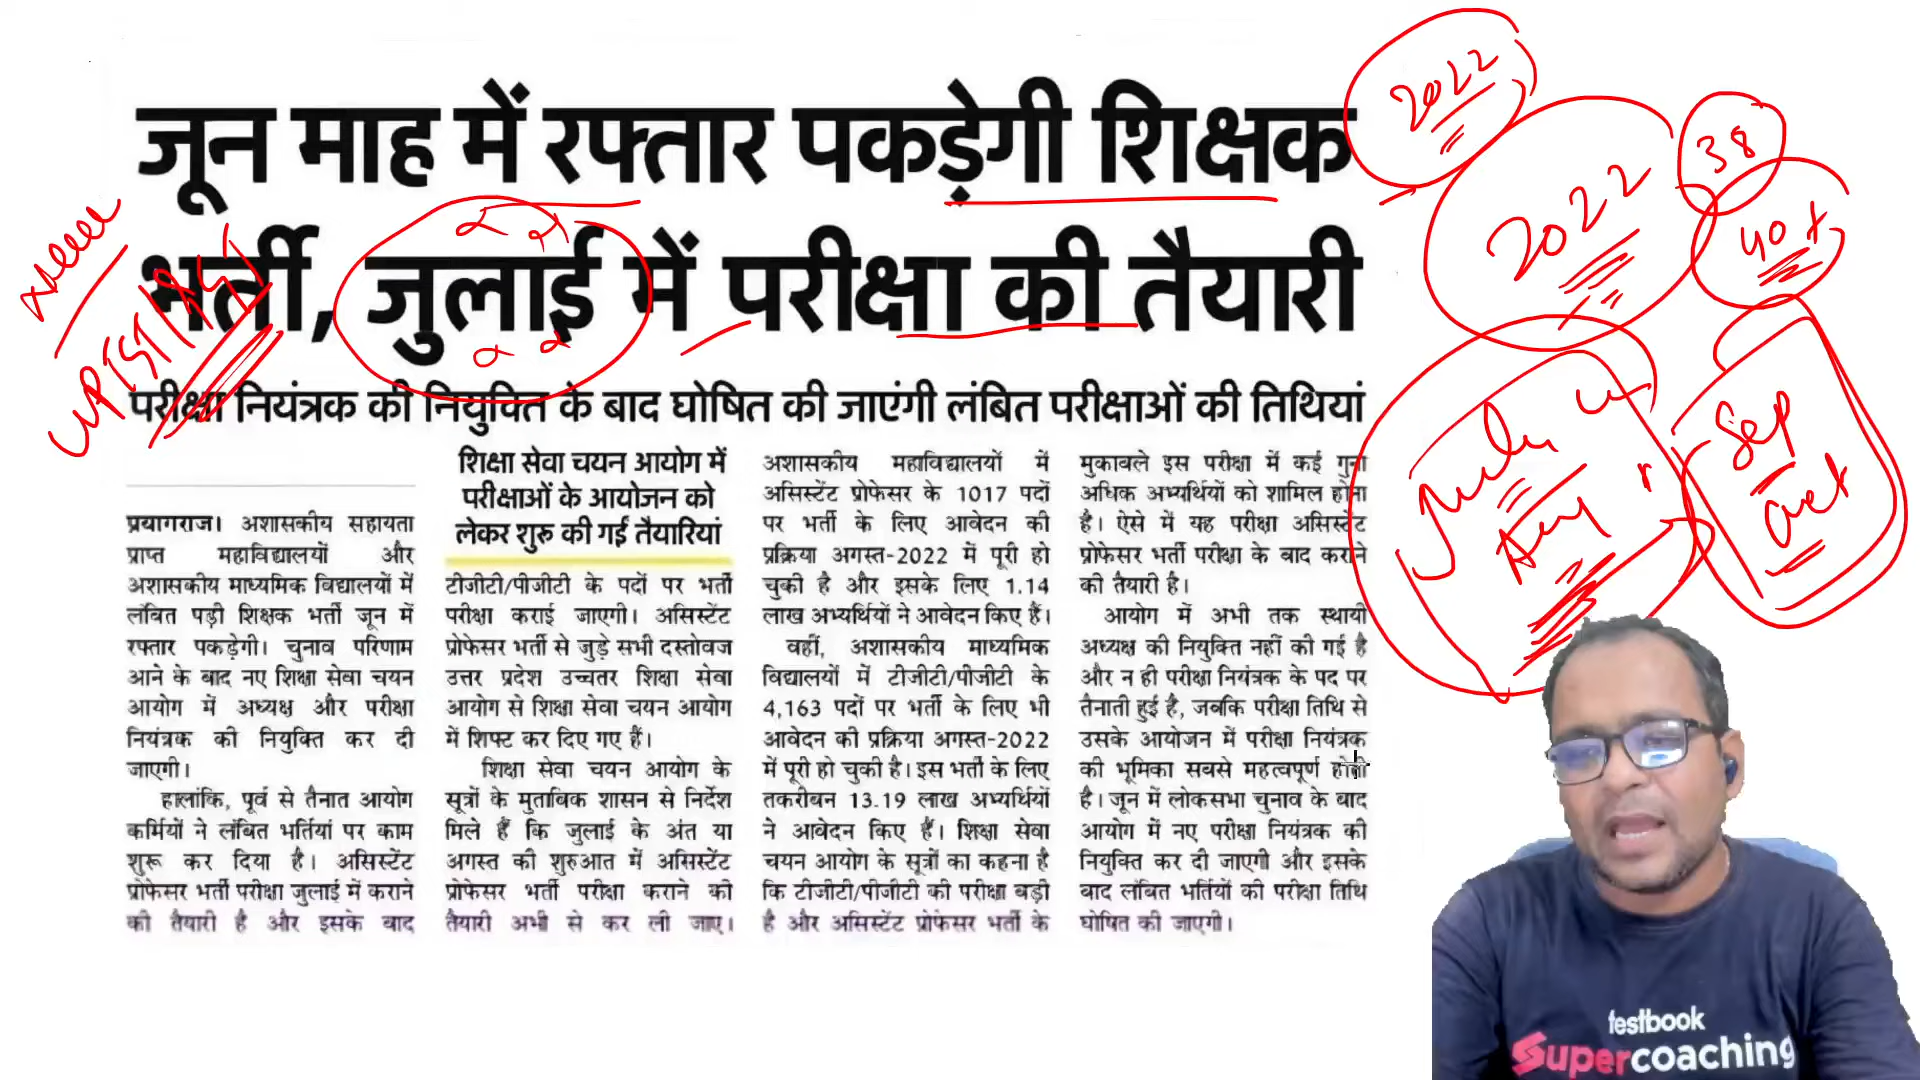 जून माह में रफ्तार पकड़ेगी शिक्षक
भर्ती, जुलाई में परीक्षा की तैयारी
परीक्षा नियंत्रक की नियुक्ति के बाद घोषित की जाएंगी लंबित परीक्षाओं की तिथियां
प्रयागराज। अशासकीय सहायता
प्राप्त महाविद्यालयों और
अशासकीय माध्यमिक विद्यालयों में
लंबित पड़ी शिक्षक भर्ती जून में
रफ्तार पकड़ेगी। चुनाव परिणाम
आने के बाद नए शिक्षा सेवा चयन
आयोग में अध्यक्ष और परीक्षा
नियंत्रक की नियुक्ति कर दी
जाएगी।
हालांकि, पूर्व से तैनात आयोग
कर्मियों ने लंबित भर्तियां पर काम
शुरू कर दिया है। असिस्टेंट
प्रोफेसर भर्ती परीक्षा जुलाई में कराने
की तैयारी है और इसके बाद
शिक्षा सेवा चयन आयोग में
परीक्षाओं के आयोजन को
लेकर शुरू की गईं तैयारियां
टीजीटी/पीजीटी के पदों पर भर्ती
परीक्षा कराई जाएगी। असिस्टेंट
प्रोफेसर भर्ती से जुड़े सभी दस्तावेज
उत्तर प्रदेश उच्चतर शिक्षा सेवा
आयोग से शिक्षा सेवा चयन आयोग
में शिफ्ट कर दिए गए हैं।
शिक्षा सेवा चयन आयोग के
सूत्रों के मुताबिक शासन से निर्देश
मिले हैं कि जुलाई के अंत या
अगस्त की शुरुआत में असिस्टेंट
प्रोफेसर भर्ती परीक्षा कराने की
तैयारी अभी से कर ली जाए।
अशासकीय महाविद्यालयों में
असिस्टेंट प्रोफेसर के 1017 पदों
पर भर्ती के लिए आवेदन की
प्रक्रिया अगस्त-2022 में पूरी हो
चुकी है और इसके लिए 1.14
लाख अभ्यर्थियों ने आवेदन किए हैं।
वहीं, अशासकीय माध्यमिक
विद्यालयों में टीजीटी/पीजीटी के
4,163 पदों पर भर्ती के लिए भी
आवेदन की प्रक्रिया अगस्त-2022
में पूरी हो चुकी है। इस भर्ती के लिए
तकरीबन 13.19 लाख अभ्यर्थियों
ने आवेदन किए हैं। शिक्षा सेवा
चयन आयोग के सूत्रों का कहना है
कि टीजीटी/पीजीटी की परीक्षा बड़ी
है और असिस्टेंट प्रोफेसर भर्ती के
मुकाबले इस परीक्षा में कई गुना
अधिक अभ्यर्थियों को शामिल होना
है। ऐसे में यह परीक्षा असिस्टेंट
प्रोफेसर भर्ती परीक्षा के बाद कराने
की तैयारी है।
आयोग में अभी तक स्थायी
अध्यक्ष की नियुक्ति नहीं की गई है
और न ही परीक्षा नियंत्रक के पद पर
तैनाती हुई है, जबकि परीक्षा तिथि से
उसके आयोजन में परीक्षा नियंत्रक
की भूमिका सबसे महत्वपूर्ण होती
है। जून में लोकसभा चुनाव के बाद
आयोग में नए परीक्षा नियंत्रक की
नियुक्ति कर दी जाएगी और इसके
बाद लंबित भर्तियों की परीक्षा तिथि
घोषित की जाएगी।
2022
2022
38
40+
Sep
Oct
testbook
Supercoaching